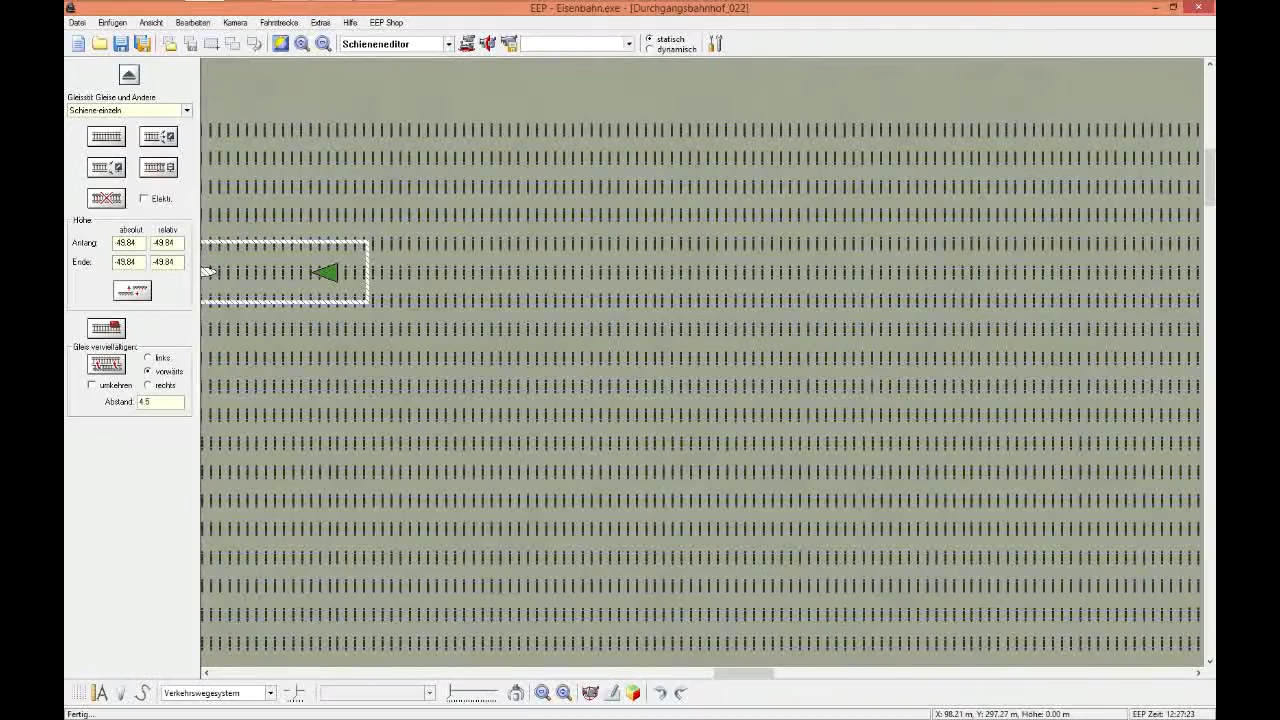 EEP - Eisenbahn.exe - [Durchgangsbahnhof_022]
Datei Einfügen Ansicht Bearbeiten Kamera Fahrstrecke Extras Hilfe EEP Shop
Schieneneditor
statisch
dynamisch
Gleisstil: Gleise und Andere
Schiene-einzeln
Elektr.
Höhe:
absolut relativ
Anfang: -49.84 -49.84
Ende: -49.84 -49.84
Gleis vervielfältigen:
links
vorwärts
umkehren rechts
Abstand: 4.5
Verkehrswegesystem
Fertig... X: 98.21 m, Y: 297.27 m, Höhe: 0.00 m EEP Zeit: 12:27:23